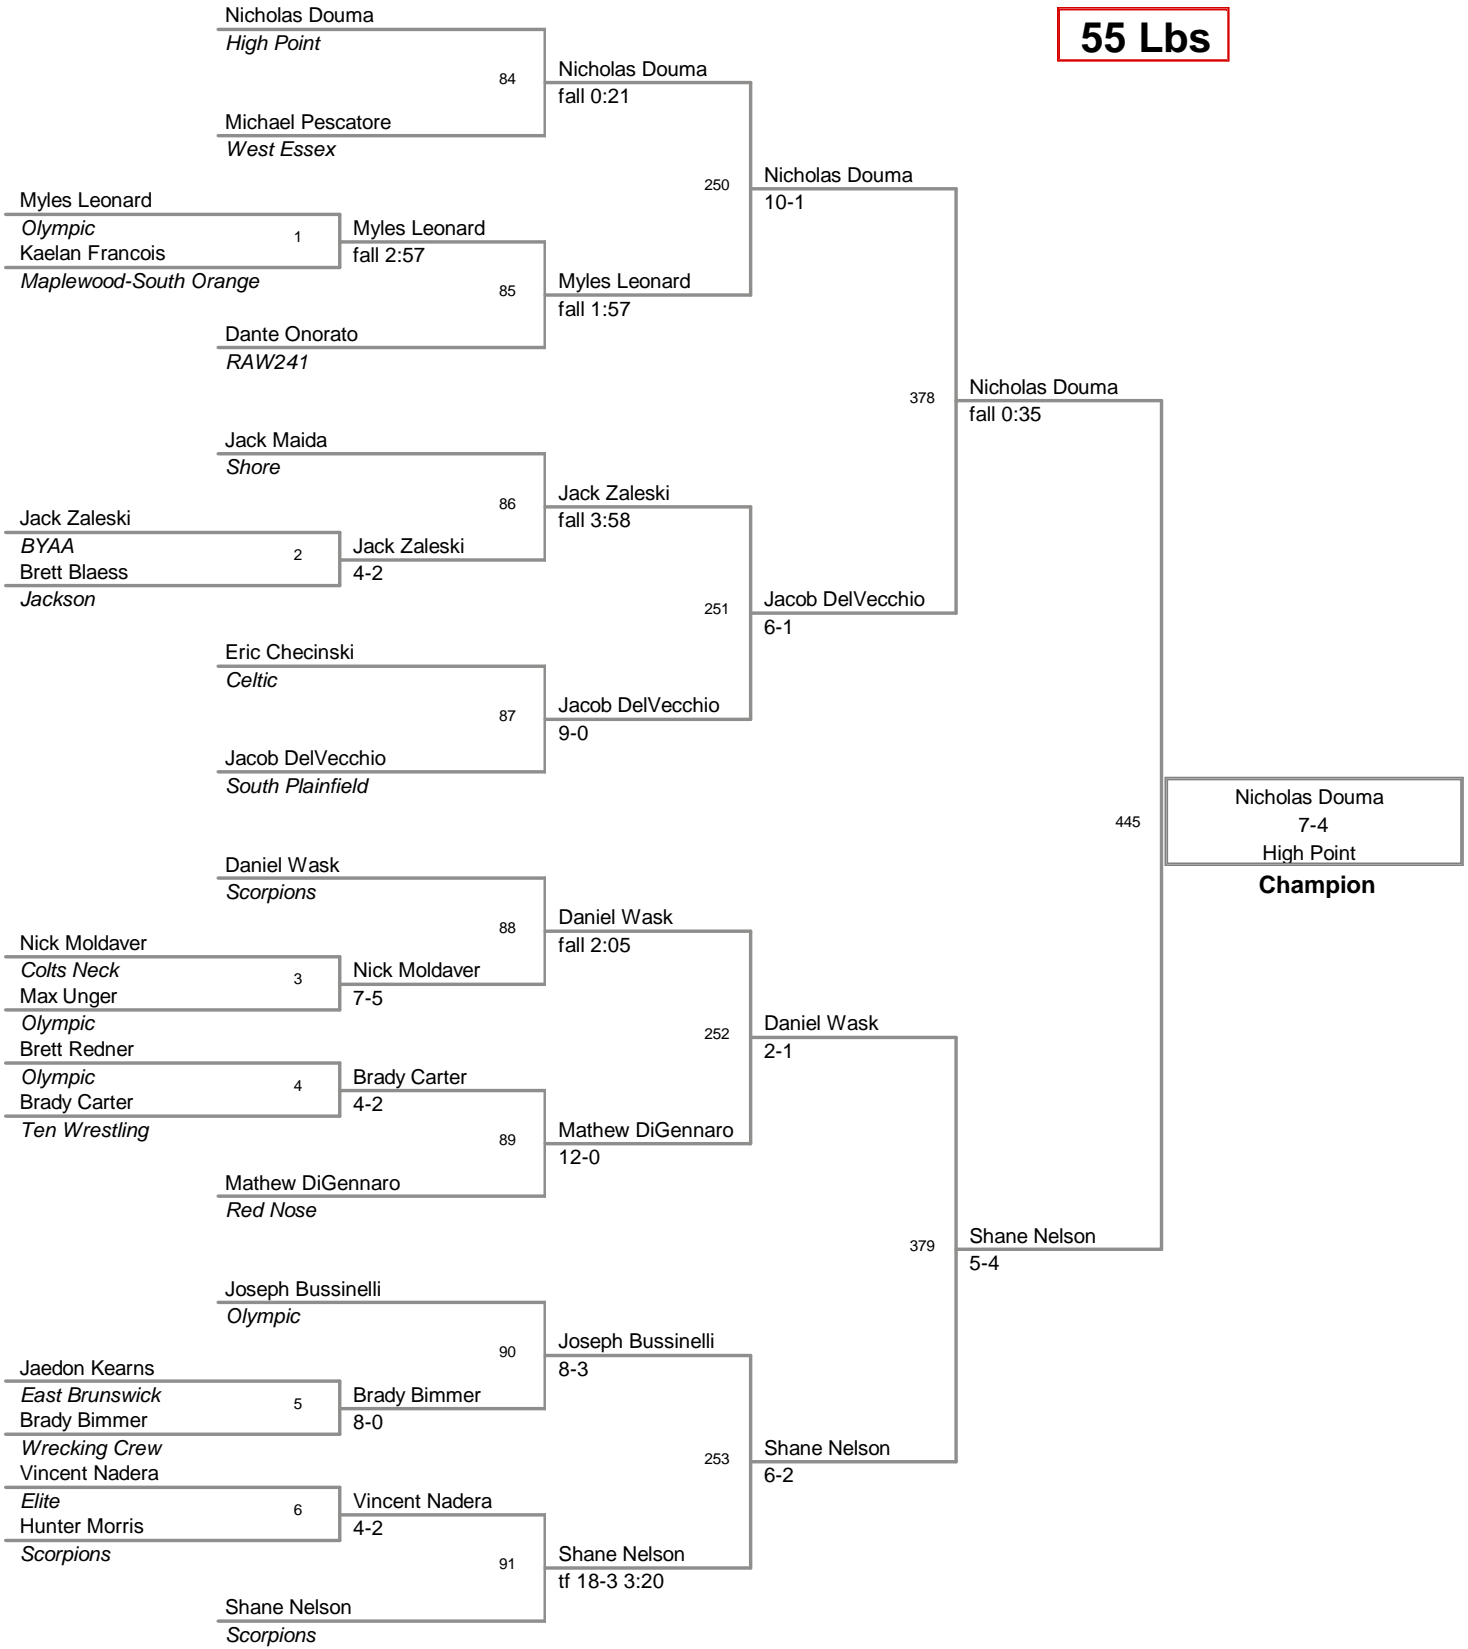 Nicholas Douma
55 Lbs
High Point
Nicholas Douma
84
fall 0:21
Michael Pescatore
West Essex
Nicholas Douma
250
10-1
Myles Leonard
Olympic
Myles Leonard
1
Kaelan Francois
fall 2:57
Maplewood-South Orange
Myles Leonard
85
fall 1:57
Dante Onorato
RAW241
Nicholas Douma
378
fall 0:35
Jack Maida
Shore
Jack Zaleski
86
Jack Zaleski
fall 3:58
BYAA
Jack Zaleski
2
Brett Blaess
4-2
Jackson
Jacob DelVecchio
251
6-1
Eric Checinski
Celtic
Jacob DelVecchio
87
9-0
Jacob DelVecchio
South Plainfield
Nicholas Douma
445
7-4
High Point
Champion
Daniel Wask
Scorpions
Daniel Wask
88
Nick Moldaver
fall 2:05
Colts Neck
Nick Moldaver
3
Max Unger
7-5
Olympic
Daniel Wask
252
Brett Redner
2-1
Olympic
Brady Carter
4
Brady Carter
4-2
Ten Wrestling
Mathew DiGennaro
89
12-0
Mathew DiGennaro
Red Nose
Shane Nelson
379
5-4
Joseph Bussinelli
Olympic
Joseph Bussinelli
90
Jaedon Kearns
8-3
East Brunswick
Brady Bimmer
5
Brady Bimmer
8-0
Wrecking Crew
Shane Nelson
253
Vincent Nadera
6-2
Elite
Vincent Nadera
6
Hunter Morris
4-2
Scorpions
Shane Nelson
91
tf 18-3 3:20
Shane Nelson
Scorpions